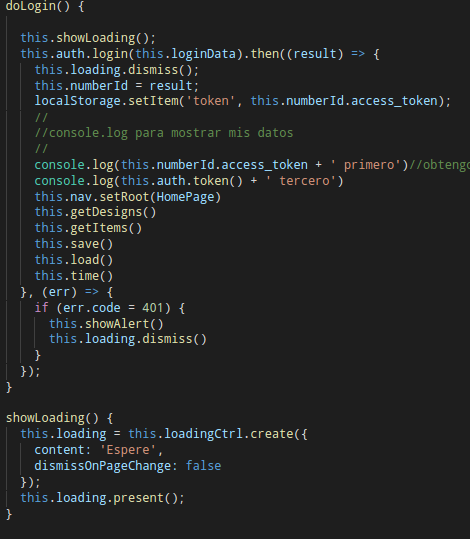 doLogin() {
this.showLoading();
this.auth.login(this.loginData).then((result) => {
this.loading.dismiss();
this.numberId = result;
localStorage.setItem('token', this.numberId.access_token);
//
//console.log para mostrar mis datos
//
console.log(this.numberId.access_token + ' primero')//obtengo
console.log(this.auth.token() + ' tercero')
this.nav.setRoot(HomePage)
this.getDesigns()
this.getItems()
this.save()
this.load()
this.time()
}, (err) => {
if (err.code = 401) {
this.showAlert()
this.loading.dismiss()
}
});
}
showLoading() {
this.loading = this.loadingCtrl.create({
content: 'Espere',
dismissOnPageChange: false
});
this.loading.present();
}